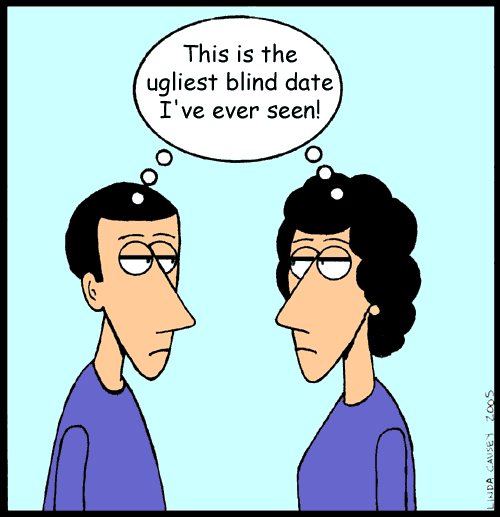 This is the
ugliest blind date
I've ever seen!
LINDA CAUSEY 2005